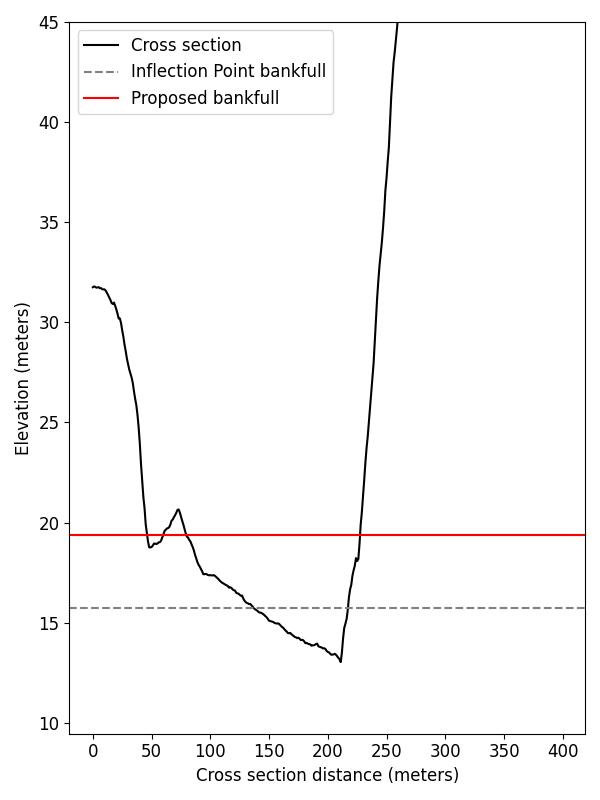 45
40
35
30
25
20
15
10
Elevation (meters)
Cross section
Inflection Point bankfull
Proposed bankfull
0 50 100 150 200 250 300 350 400
Cross section distance (meters)